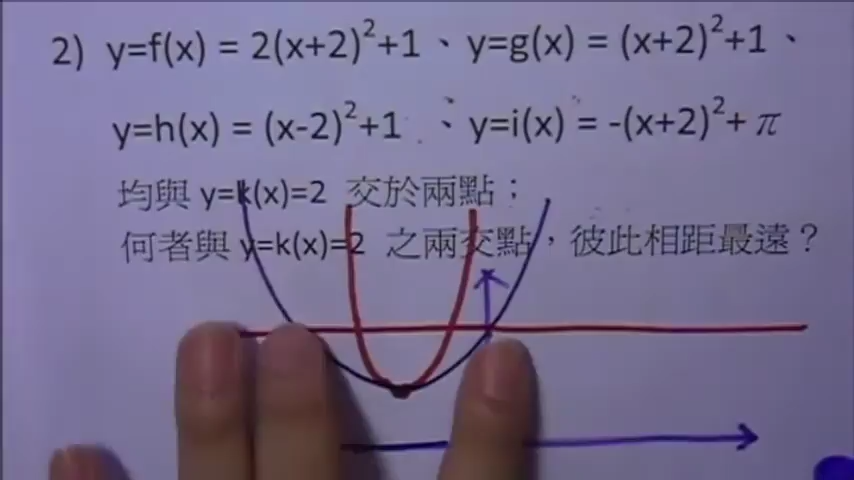 2) y=f(x) = 2(x+2)²+1、y=g(x) = (x+2)²+1、
y=h(x) = (x-2)²+1 、y=i(x) = -(x+2)²+ π
均與 y=k(x)=2 交於兩點；
何者與 y=k(x)=2 之兩交點，彼此相距最遠？